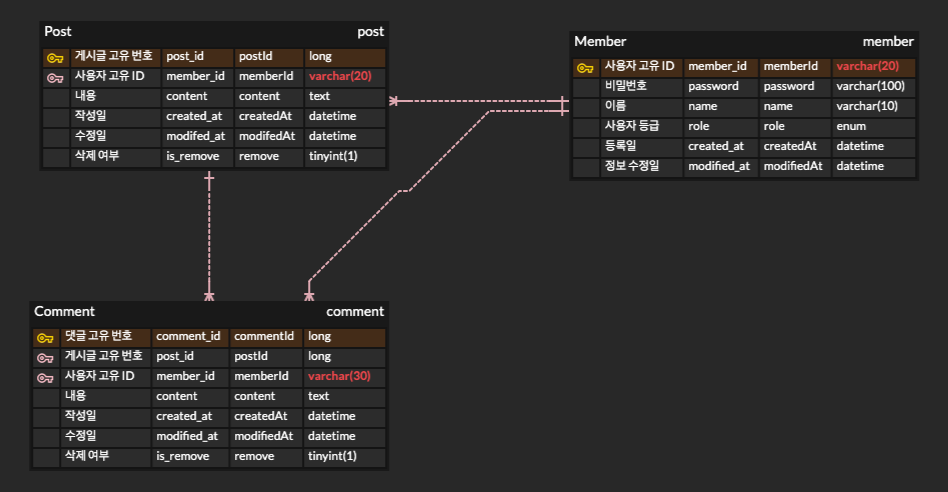 Post post
게시글 고유 번호 post_id postId long
사용자 고유 ID member_id memberId varchar(20)
내용 content content text
작성일 created_at createdAt datetime
수정일 modifed_at modifedAt datetime
삭제 여부 is_remove remove tinyint(1)
Member member
사용자 고유 ID member_id memberId varchar(20)
비밀번호 password password varchar(100)
이름 name name varchar(10)
사용자 등급 role role enum
등록일 created_at createdAt datetime
정보 수정일 modified_at modifiedAt datetime
Comment comment
댓글 고유 번호 comment_id commentId long
게시글 고유 번호 post_id postId long
사용자 고유 ID member_id memberId varchar(30)
내용 content content text
작성일 created_at createdAt datetime
수정일 modified_at modifiedAt datetime
삭제 여부 is_remove remove tinyint(1)